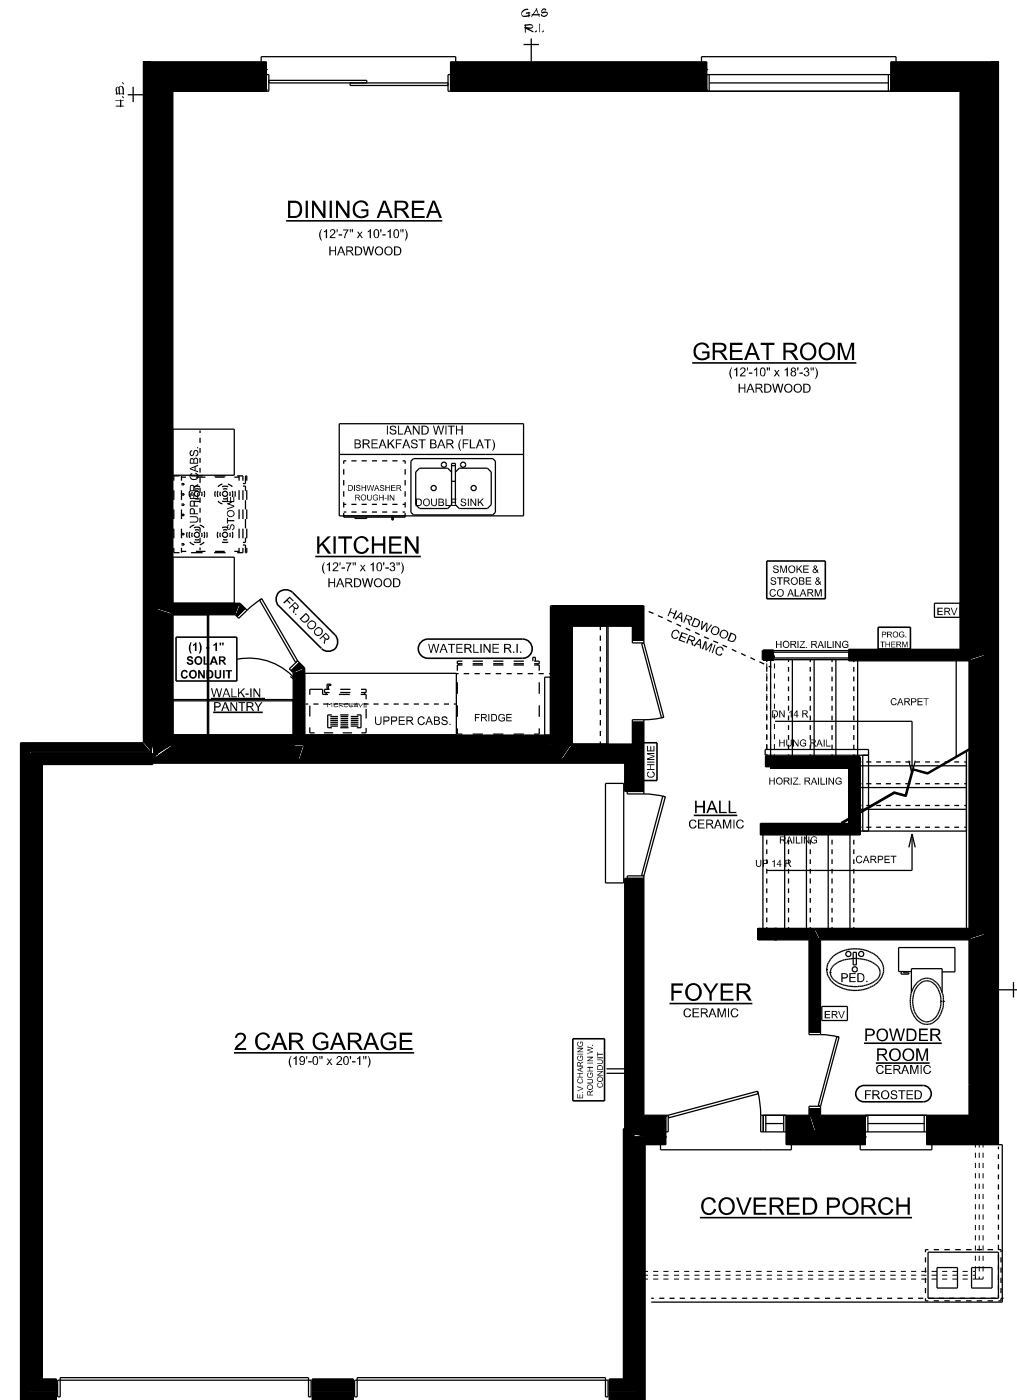 GAS
R.I.
H.B.
DINING AREA
(12'-7" x 10'-10")
HARDWOOD
GREAT ROOM
(12'-10" x 18'-3")
HARDWOOD
ISLAND WITH
BREAKFAST BAR (FLAT)
DISHWASHER
ROUGH-IN
DOUBLE SINK
UPPER CABS.
STOVE
KITCHEN
(12'-7" x 10'-3")
HARDWOOD
SMOKE &
STROBE &
CO ALARM
ERV
FR. DOOR
HARDWOOD
CERAMIC
PROG.
THERM
HORIZ. RAILING
(1) - 1"
SOLAR
CONDUIT
WATERLINE R.I.
WALK-IN
PANTRY
MICROWAVE
UPPER CABS.
FRIDGE
CARPET
DN 14 R
HUNG RAIL
CHIME
HORIZ. RAILING
HALL
CERAMIC
RAILING
UP 14 R
CARPET
FOYER
CERAMIC
PED.
ERV
POWDER
ROOM
CERAMIC
FROSTED
2 CAR GARAGE
(19'-0" x 20'-1")
E.V CHARGING
ROUGH IN W.
CONDUIT
COVERED PORCH